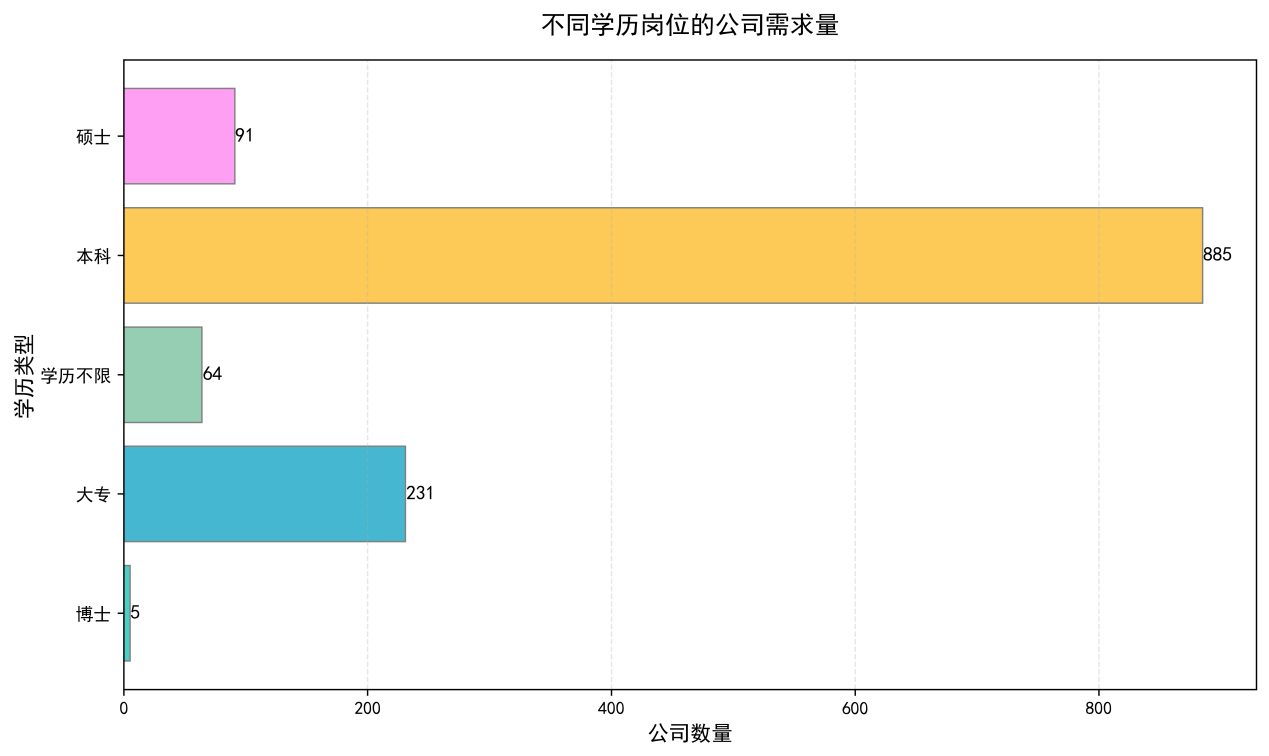 不同学历岗位的公司需求量
硕士
91
本科
885
学历不限
64
大专
231
博士
5
学历类型
0 200 400 600 800
公司数量